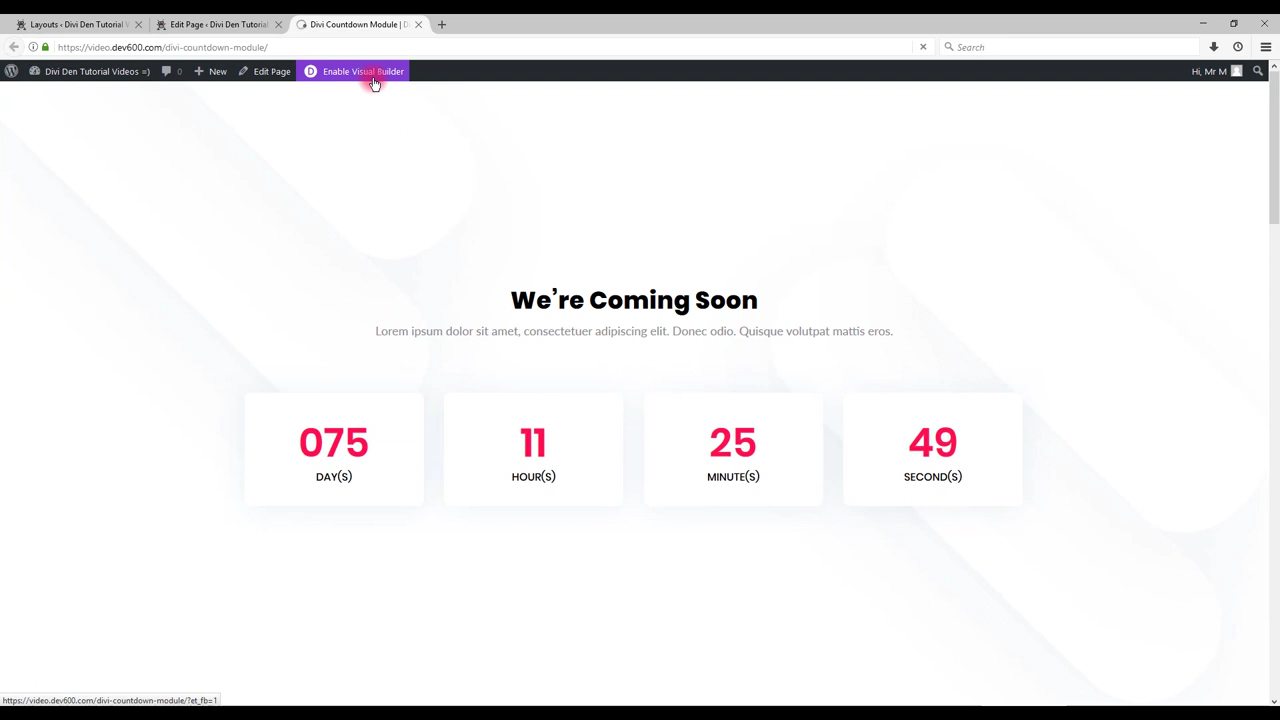 Layouts ‹ Divi Den Tutorial
Edit Page ‹ Divi Den Tutorial
Divi Countdown Module | D
https://video.dev600.com/divi-countdown-module/
Search
Divi Den Tutorial Videos =)
0
New
Edit Page
D
Enable Visual Builder
Hi, Mr M
We’re Coming Soon
Lorem ipsum dolor sit amet, consectetuer adipiscing elit. Donec odio. Quisque volutpat mattis eros.
075
11
25
49
DAY(S)
HOUR(S)
MINUTE(S)
SECOND(S)
https://video.dev600.com/divi-countdown-module/?et_fb=1